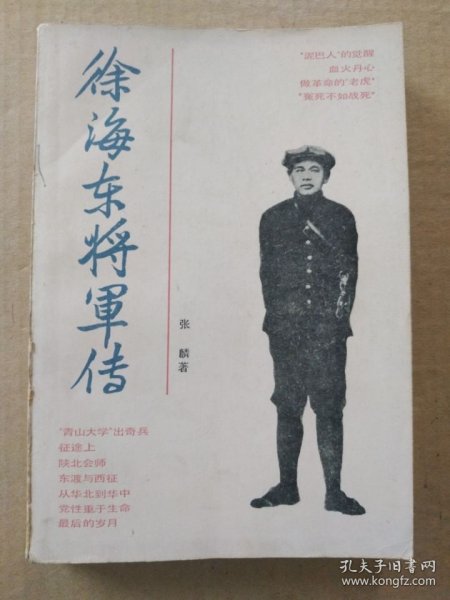 徐海东将軍传
"泥巴人"的觉醒
血火丹心
做革命的"老虎"
"冤死不如战死"
张麟著
"青山大学"出奇兵
征途上
陕北会师
东渡与西征
从华北到华中
党性重于生命
最后的岁月
孔夫子旧书网
www.kongfz.com